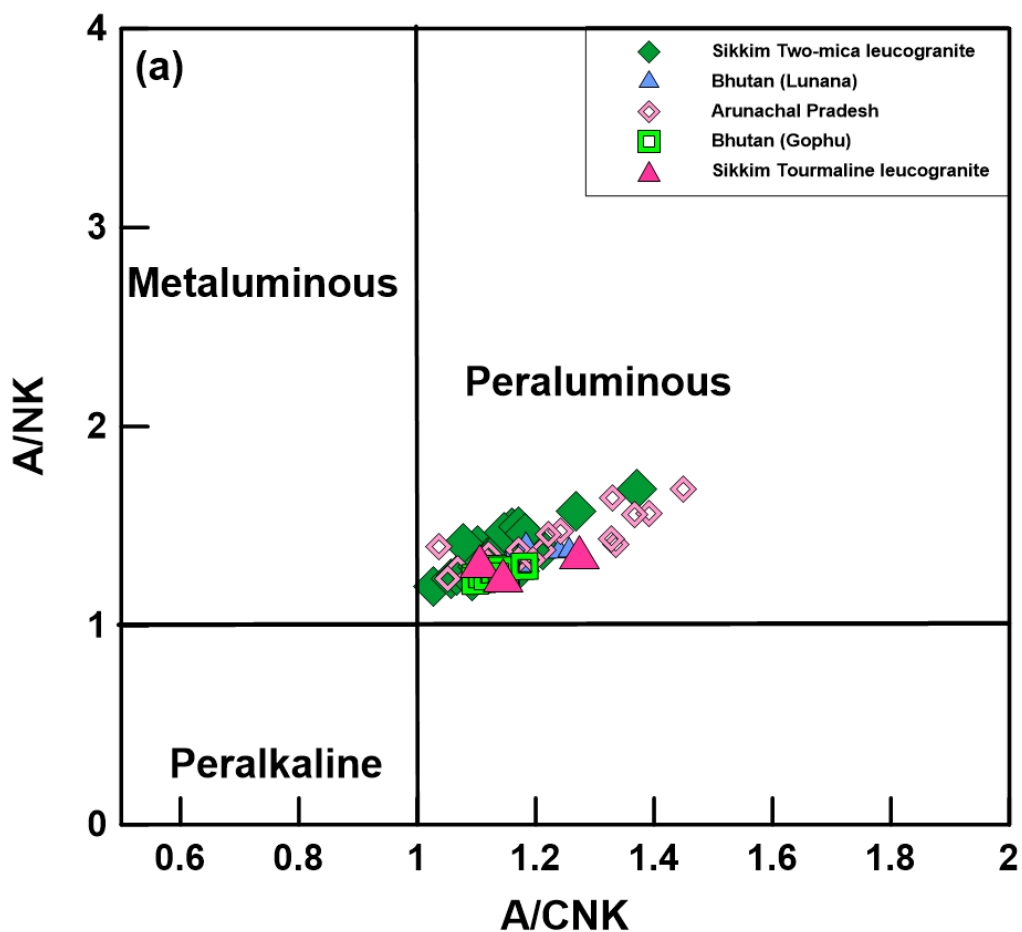 (a)
Sikkim Two-mica leucogranite
Bhutan (Lunana)
Arunachal Pradesh
Bhutan (Gophu)
Sikkim Tourmaline leucogranite
Metaluminous
Peraluminous
Peralkaline
A/NK
4
3
2
1
0
0.6 0.8 1 1.2 1.4 1.6 1.8 2
A/CNK